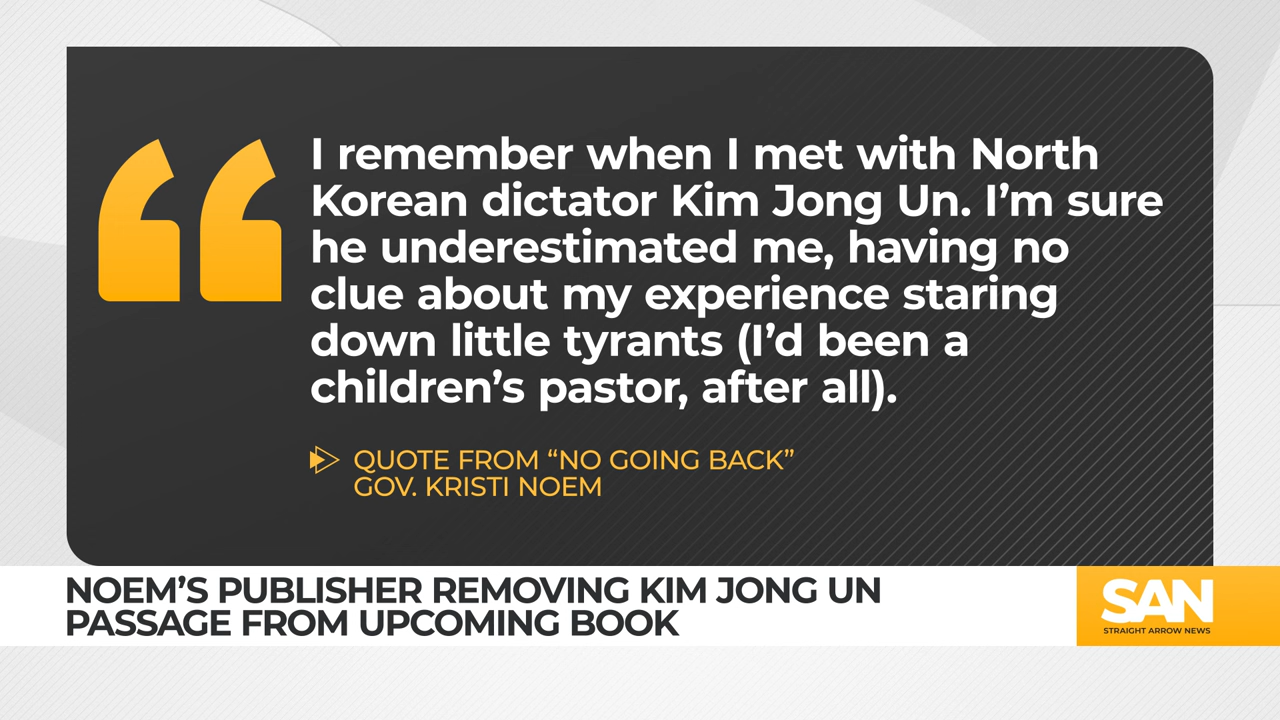 I remember when I met with North
Korean dictator Kim Jong Un. I’m sure
he underestimated me, having no
clue about my experience staring
down little tyrants (I’d been a
children’s pastor, after all).
QUOTE FROM “NO GOING BACK”
GOV. KRISTI NOEM
NOEM’S PUBLISHER REMOVING KIM JONG UN
PASSAGE FROM UPCOMING BOOK
SAN
STRAIGHT ARROW NEWS